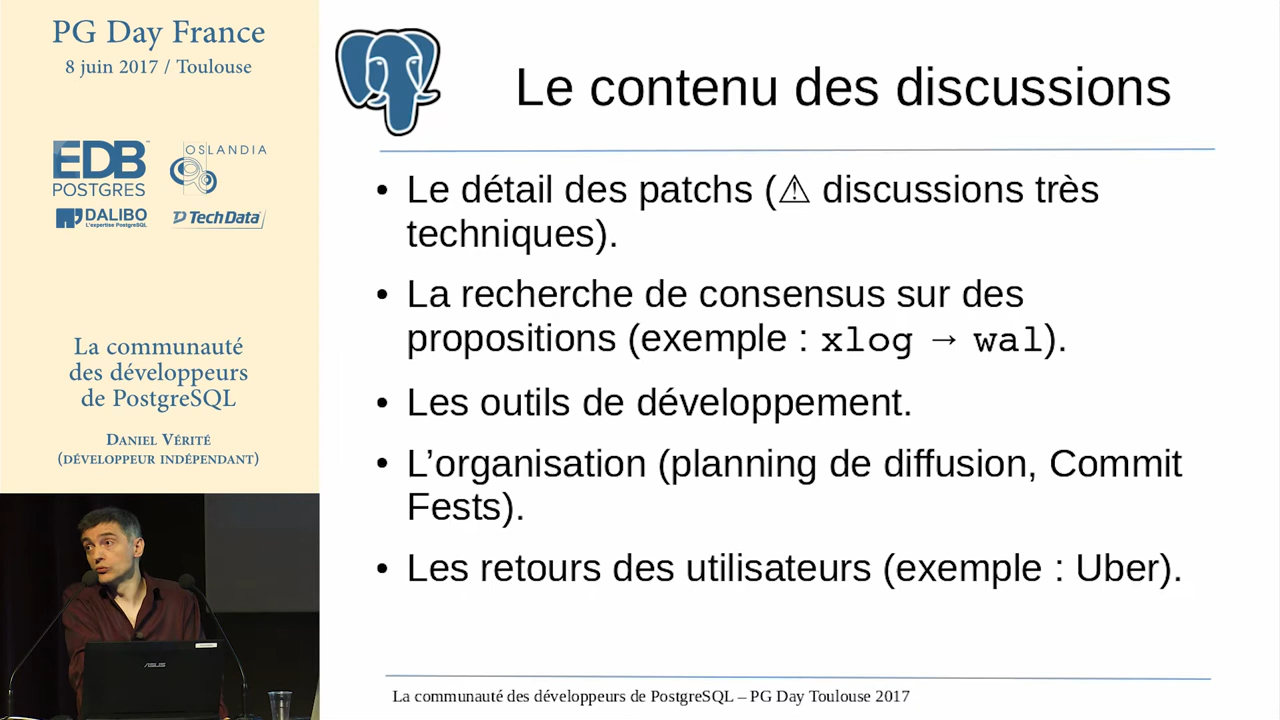 PG Day France
8 juin 2017 / Toulouse
EDB
POSTGRES
OSLANDIA
DALIBO
L'expertise PostgreSQL
TechData
La communauté
des développeurs
de PostgreSQL
DANIEL VÉRITÉ
(DÉVELOPPEUR INDÉPENDANT)
ASUS
Le contenu des discussions
• Le détail des patchs (⚠ discussions très
techniques).
• La recherche de consensus sur des
propositions (exemple : xlog → wal).
• Les outils de développement.
• L’organisation (planning de diffusion, Commit
Fests).
• Les retours des utilisateurs (exemple : Uber).
La communauté des développeurs de PostgreSQL – PG Day Toulouse 2017